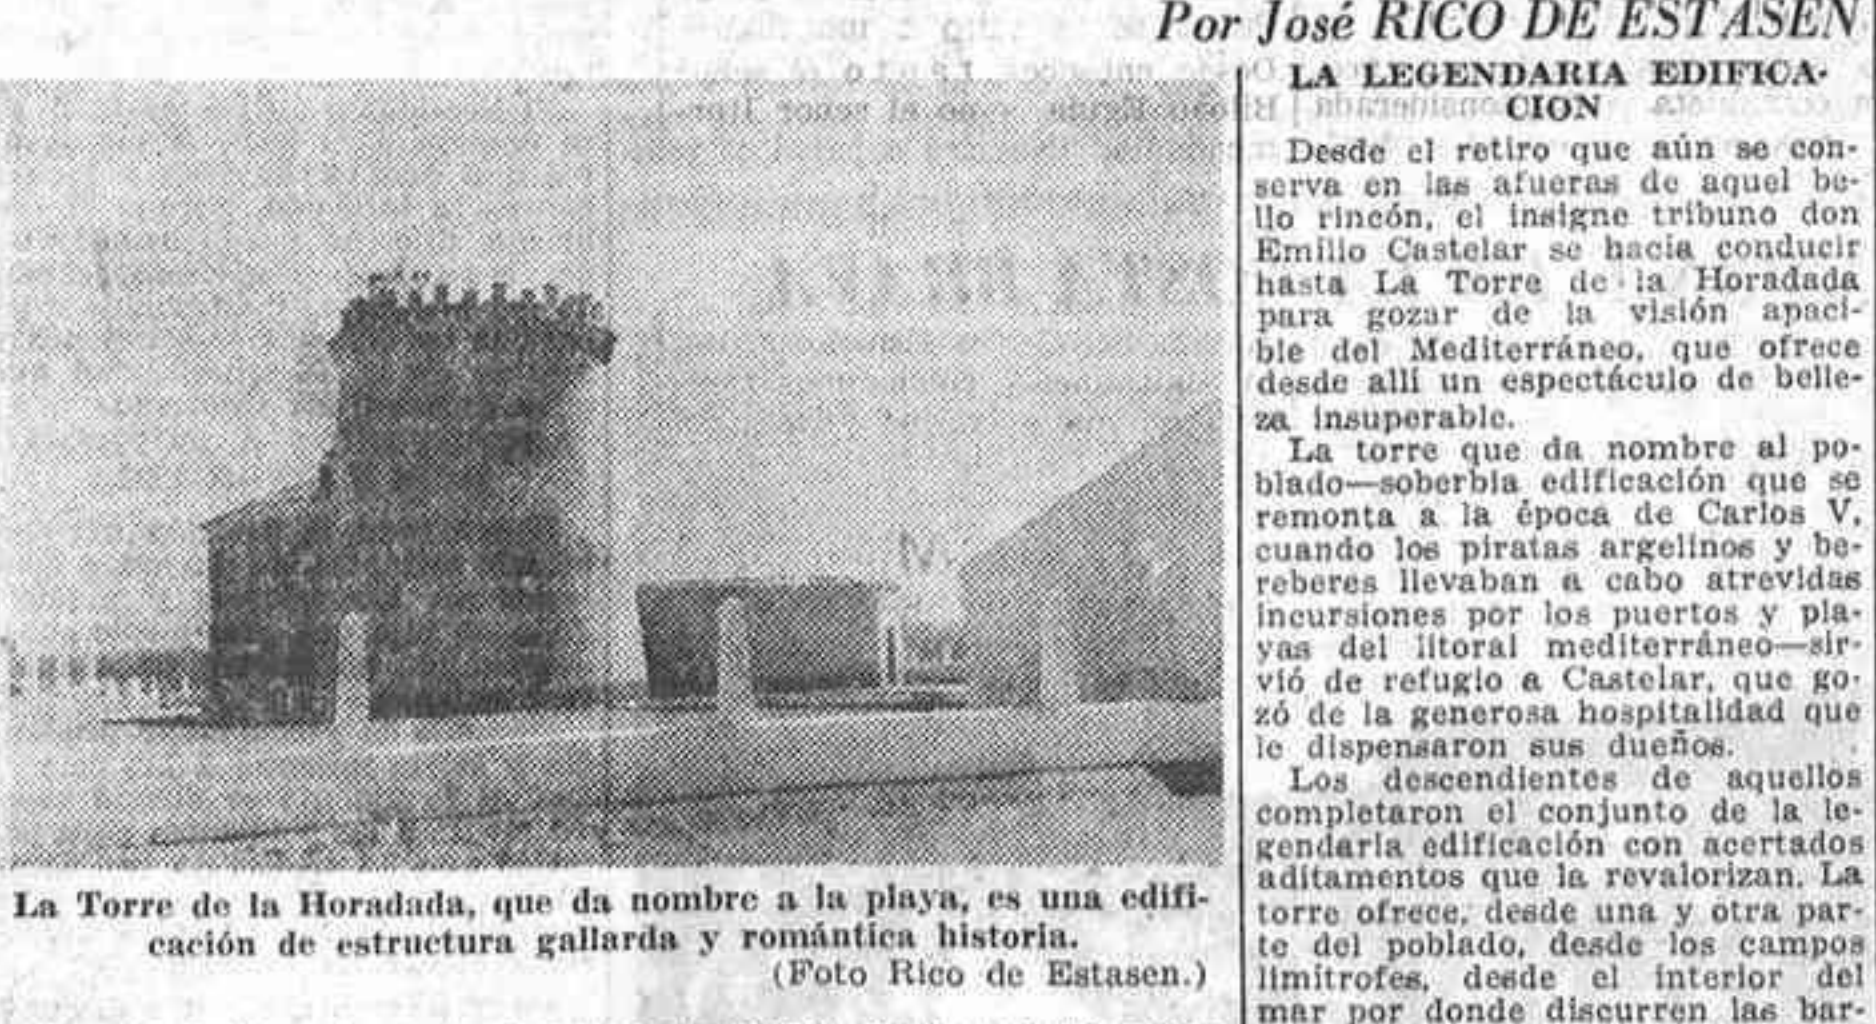 Por José RICO DE ESTASEN
LA LEGENDARIA EDIFICA-
CION
Desde el retiro que aún se con-
serva en las afueras de aquel be-
llo rincón, el insigne tribuno don
Emilio Castelar se hacía conducir
hasta La Torre de la Horadada
para gozar de la visión apaci-
ble del Mediterráneo, que ofrece
desde allí un espectáculo de belle-
za insuperable.
La torre que da nombre al po-
blado—soberbia edificación que se
remonta a la época de Carlos V,
cuando los piratas argelinos y be-
reberes llevaban a cabo atrevidas
incursiones por los puertos y pla-
yas del litoral mediterráneo—sir-
vió de refugio a Castelar, que go-
zó de la generosa hospitalidad que
le dispensaron sus dueños.
Los descendientes de aquellos
completaron el conjunto de la le-
gendaria edificación con acertados
aditamentos que la revalorizan. La
torre ofrece, desde una y otra par-
te del poblado, desde los campos
limítrofes, desde el interior del
mar por donde discurren las bar-
La Torre de la Horadada, que da nombre a la playa, es una edifi-
cación de estructura gallarda y romántica historia.
(Foto Rico de Estasen.)